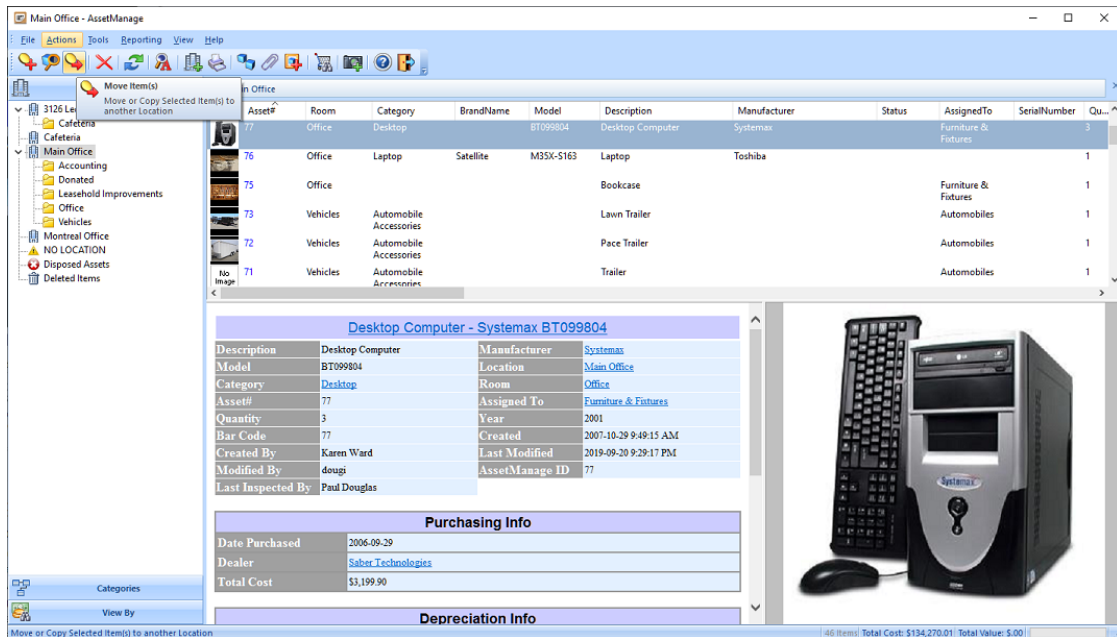 Main Office - AssetManage
File Actions Tools Reporting View Help
Move Item(s)
Move or Copy Selected Item(s) to
another Location
in Office
3126 Le
Cafeteria
Cafeteria
Main Office
Accounting
Donated
Leasehold Improvements
Office
Vehicles
Montreal Office
NO LOCATION
Disposed Assets
Deleted Items
Categories
View By
Asset# Room Category BrandName Model Description Manufacturer Status AssignedTo SerialNumber Qu...
77 Office Desktop BT099804 Desktop Computer Systemax Furniture & Fixtures 3
76 Office Laptop Satellite M35X-S163 Laptop Toshiba 1
75 Office Bookcase Furniture & Fixtures 1
73 Vehicles Automobile Accessories Lawn Trailer Automobiles 1
72 Vehicles Automobile Accessories Pace Trailer Automobiles 1
No Image 71 Vehicles Automobile Accessories Trailer Automobiles 1
Desktop Computer - Systemax BT099804
Description Desktop Computer Manufacturer Systemax
Model BT099804 Location Main Office
Category Desktop Room Office
Asset# 77 Assigned To Furniture & Fixtures
Quantity 3 Year 2001
Bar Code 77 Created 2007-10-29 9:49:15 AM
Created By Karen Ward Last Modified 2019-09-20 9:29:17 PM
Modified By dougi AssetManage ID 77
Last Inspected By Paul Douglas
Purchasing Info
Date Purchased 2006-09-29
Dealer Saber Technologies
Total Cost $3,199.90
Depreciation Info
Systemax
Move or Copy Selected Item(s) to another Location
46 Items Total Cost: $134,270.01 Total Value: $.00